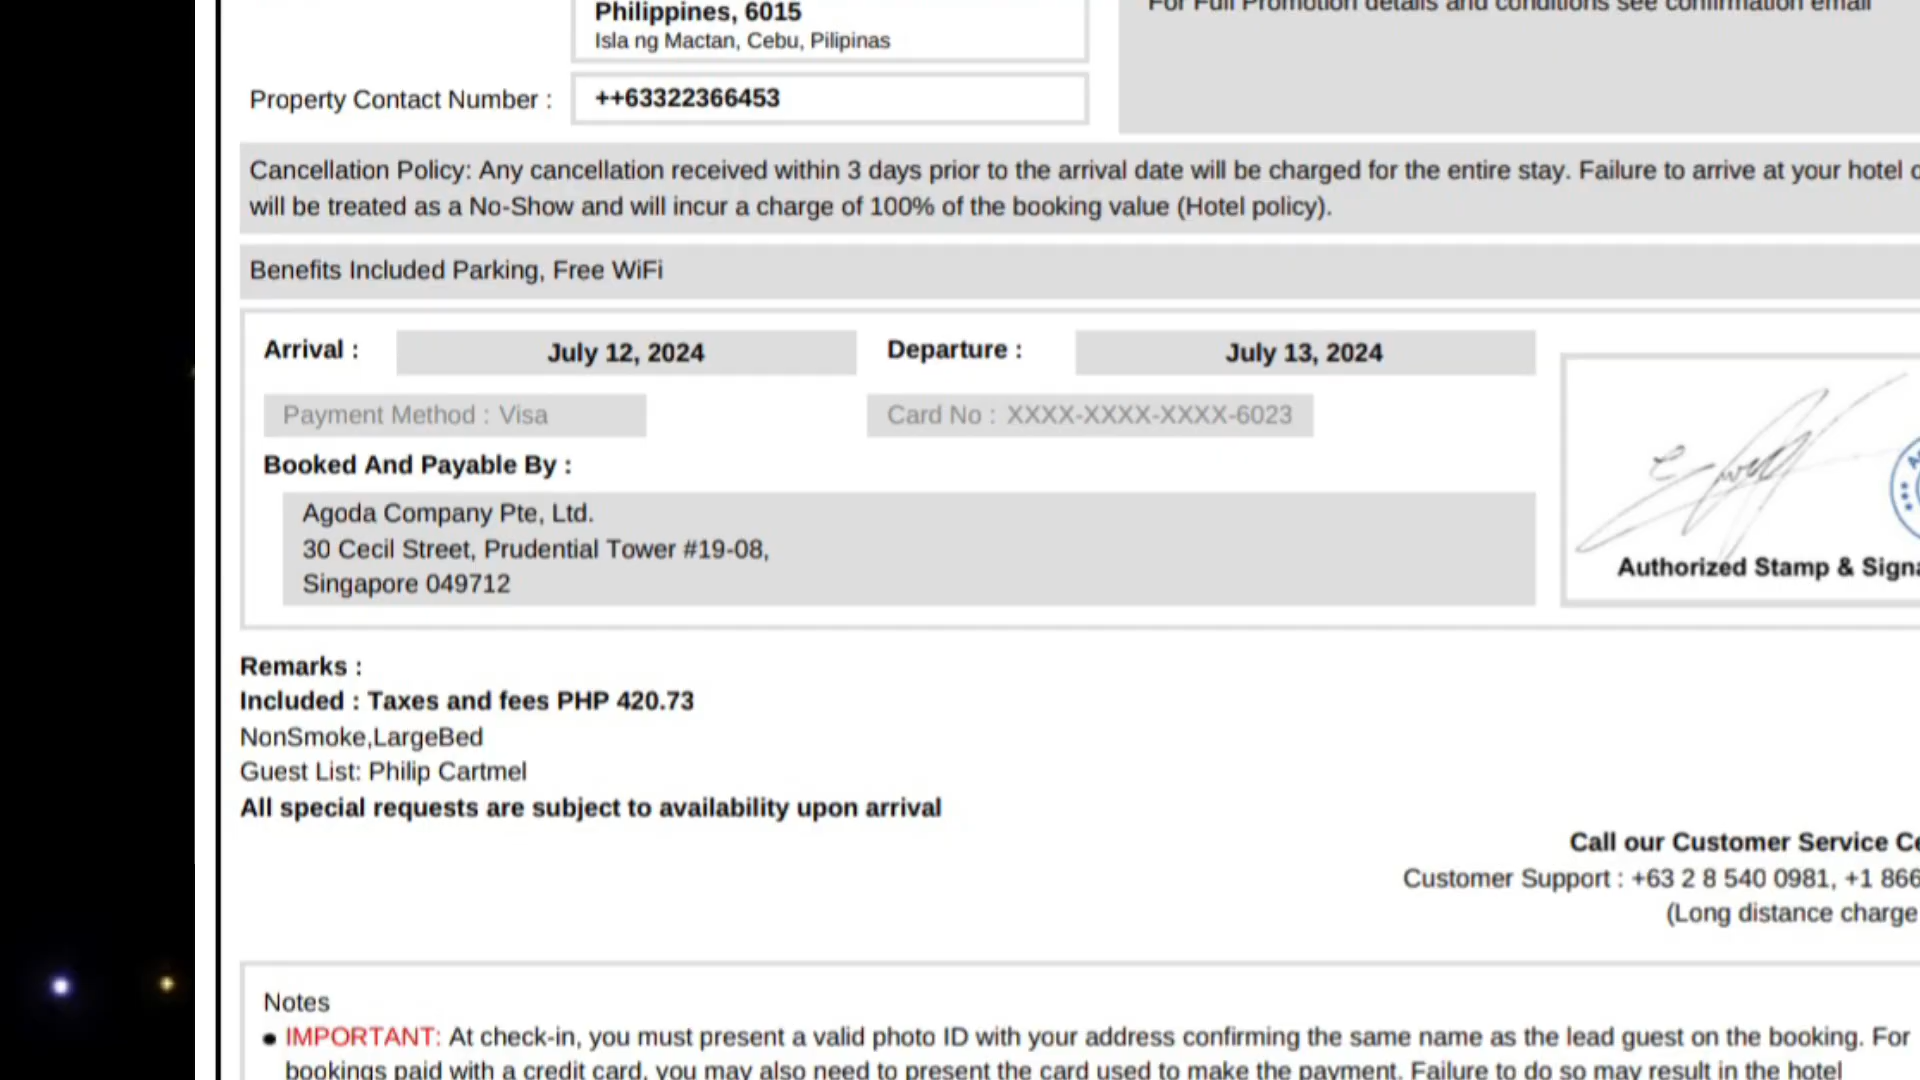 Philippines, 6015
For Full Promotion details and conditions see confirmation email
Isla ng Mactan, Cebu, Pilipinas
Property Contact Number : ++63322366453
Cancellation Policy: Any cancellation received within 3 days prior to the arrival date will be charged for the entire stay. Failure to arrive at your hotel
will be treated as a No-Show and will incur a charge of 100% of the booking value (Hotel policy).
Benefits Included Parking, Free WiFi
Arrival : July 12, 2024 Departure : July 13, 2024
Payment Method : Visa Card No : XXXX-XXXX-XXXX-6023
Booked And Payable By :
Agoda Company Pte, Ltd.
30 Cecil Street, Prudential Tower #19-08,
Singapore 049712
Authorized Stamp &
Remarks :
Included : Taxes and fees PHP 420.73
NonSmoke,LargeBed
Guest List: Philip Cartmel
All special requests are subject to availability upon arrival
Call our Customer Service
Customer Support : +63 2 8 540 0981, +1 866
(Long distance charge
Notes
• IMPORTANT: At check-in, you must present a valid photo ID with your address confirming the same name as the lead guest on the booking. For
bookings paid with a credit card, you may also need to present the card used to make the payment. Failure to do so may result in the hotel